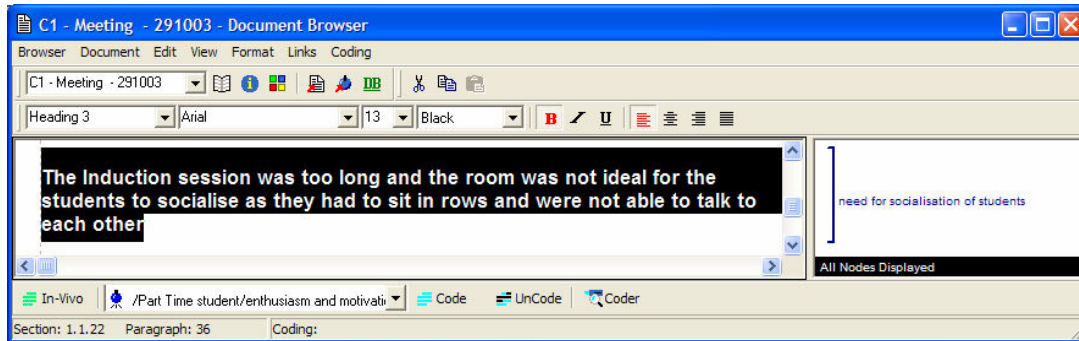 C1 - Meeting - 291003 - Document Browser
Browser Document Edit View Format Links Coding
C1 - Meeting - 291003 DB
Heading 3 Arial 13 Black B I U
The Induction session was too long and the room was not ideal for the
students to socialise as they had to sit in rows and were not able to talk to
each other
need for socialisation of students
All Nodes Displayed
In-Vivo /Part Time student/enthusiasm and motivati Code UnCode Coder
Section: 1.1.22 Paragraph: 36 Coding: